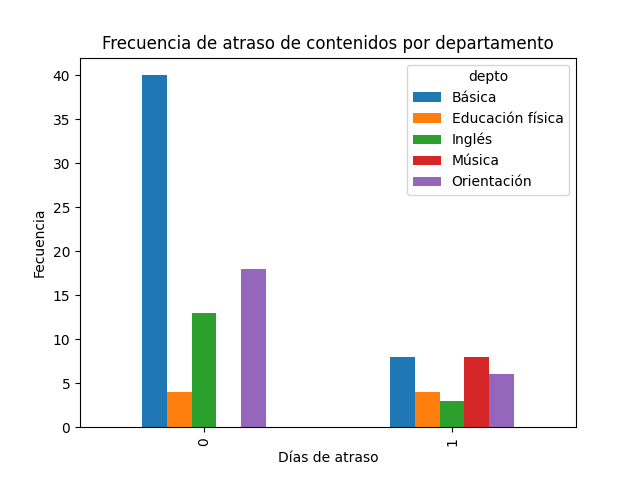 Frecuencia de atraso de contenidos por departamento
depto
Básica
Educación física
Inglés
Música
Orientación
Fecuencia
40
35
30
25
20
15
10
5
0
0
1
Días de atraso